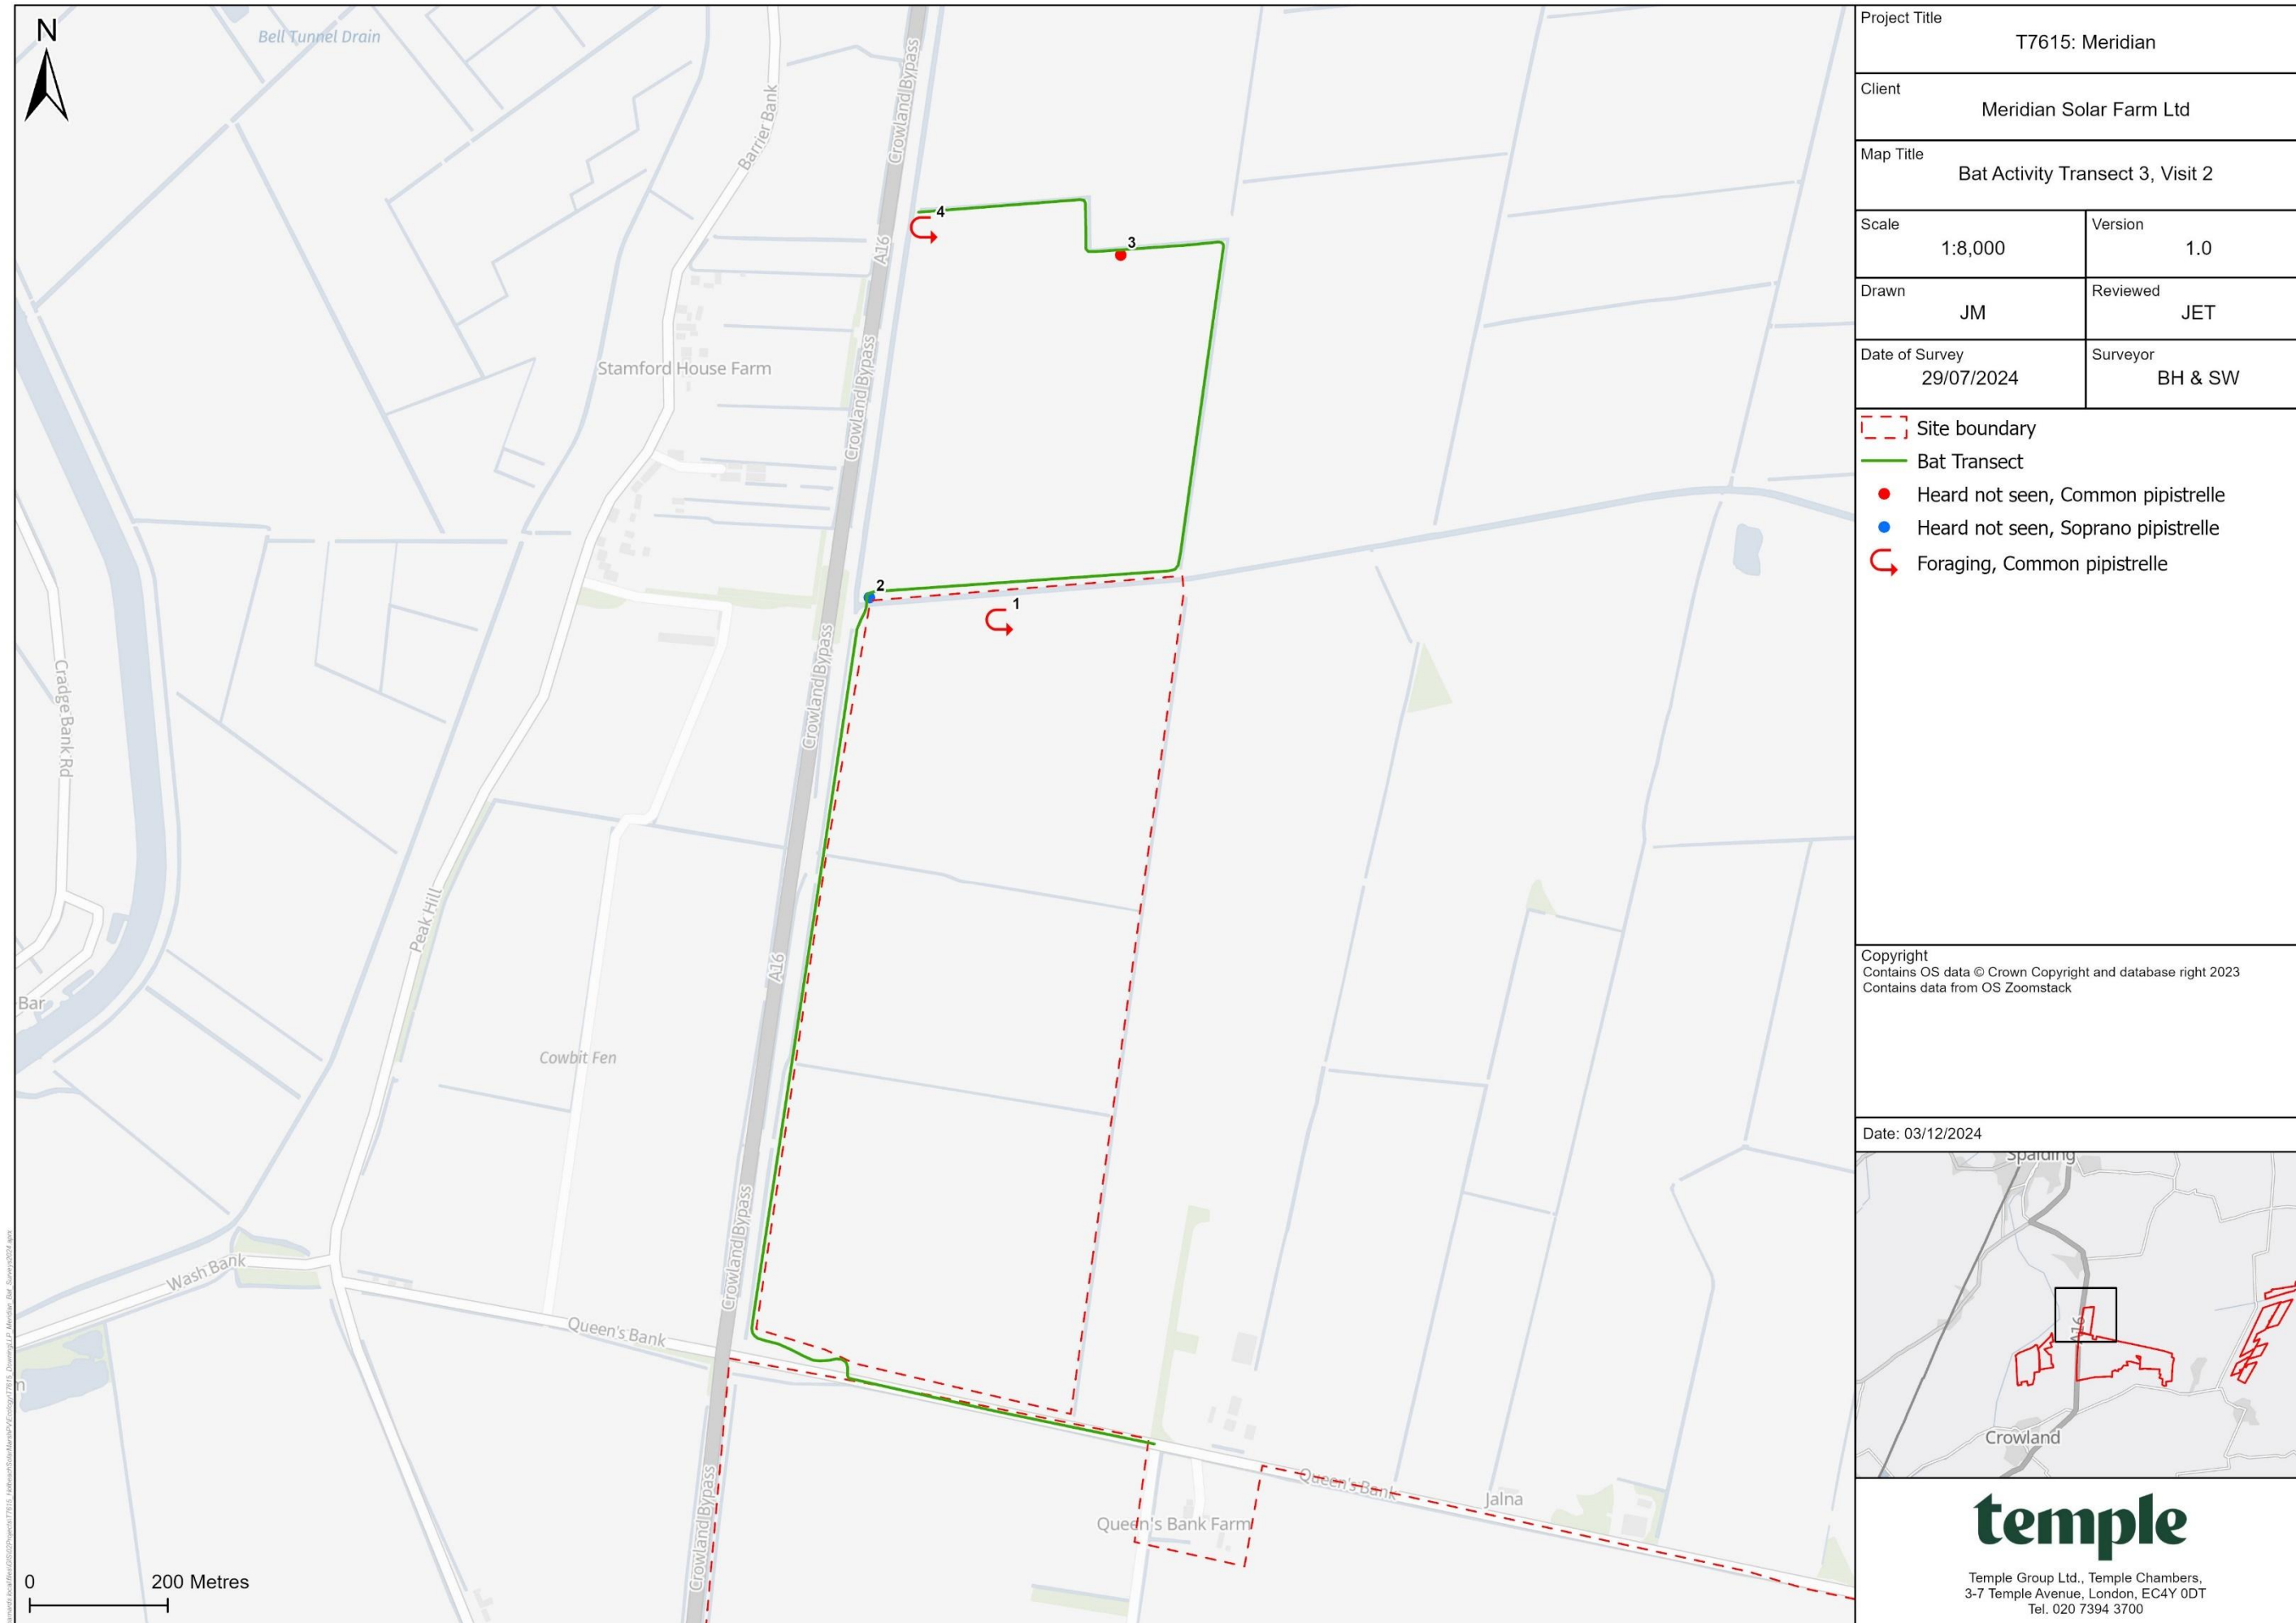 N
Bell Tunnel Drain
Barrier Bank
Crowland Bypass
Crowland Bypass
A16
4
3
Stamford House Farm
Crowland Bypass
2
1
Crowland Bypass
Cradge Bank Rd
Peak Hill
A16
Bar
Cowbit Fen
Crowland Bypass
Wash Bank
Queen's Bank
Queen's Bank
Jalna
Queen's Bank Farm
Crowland Bypass
0 200 Metres
Project Title
T7615: Meridian
Client
Meridian Solar Farm Ltd
Map Title
Bat Activity Transect 3, Visit 2
Scale
1:8,000
Version
1.0
Drawn
JM
Reviewed
JET
Date of Survey
29/07/2024
Surveyor
BH & SW
Site boundary
Bat Transect
Heard not seen, Common pipistrelle
Heard not seen, Soprano pipistrelle
Foraging, Common pipistrelle
Copyright
Contains OS data © Crown Copyright and database right 2023
Contains data from OS Zoomstack
Date: 03/12/2024
Spalding
A16
Crowland
temple
Temple Group Ltd., Temple Chambers,
3-7 Temple Avenue, London, EC4Y 0DT
Tel. 020 7394 3700